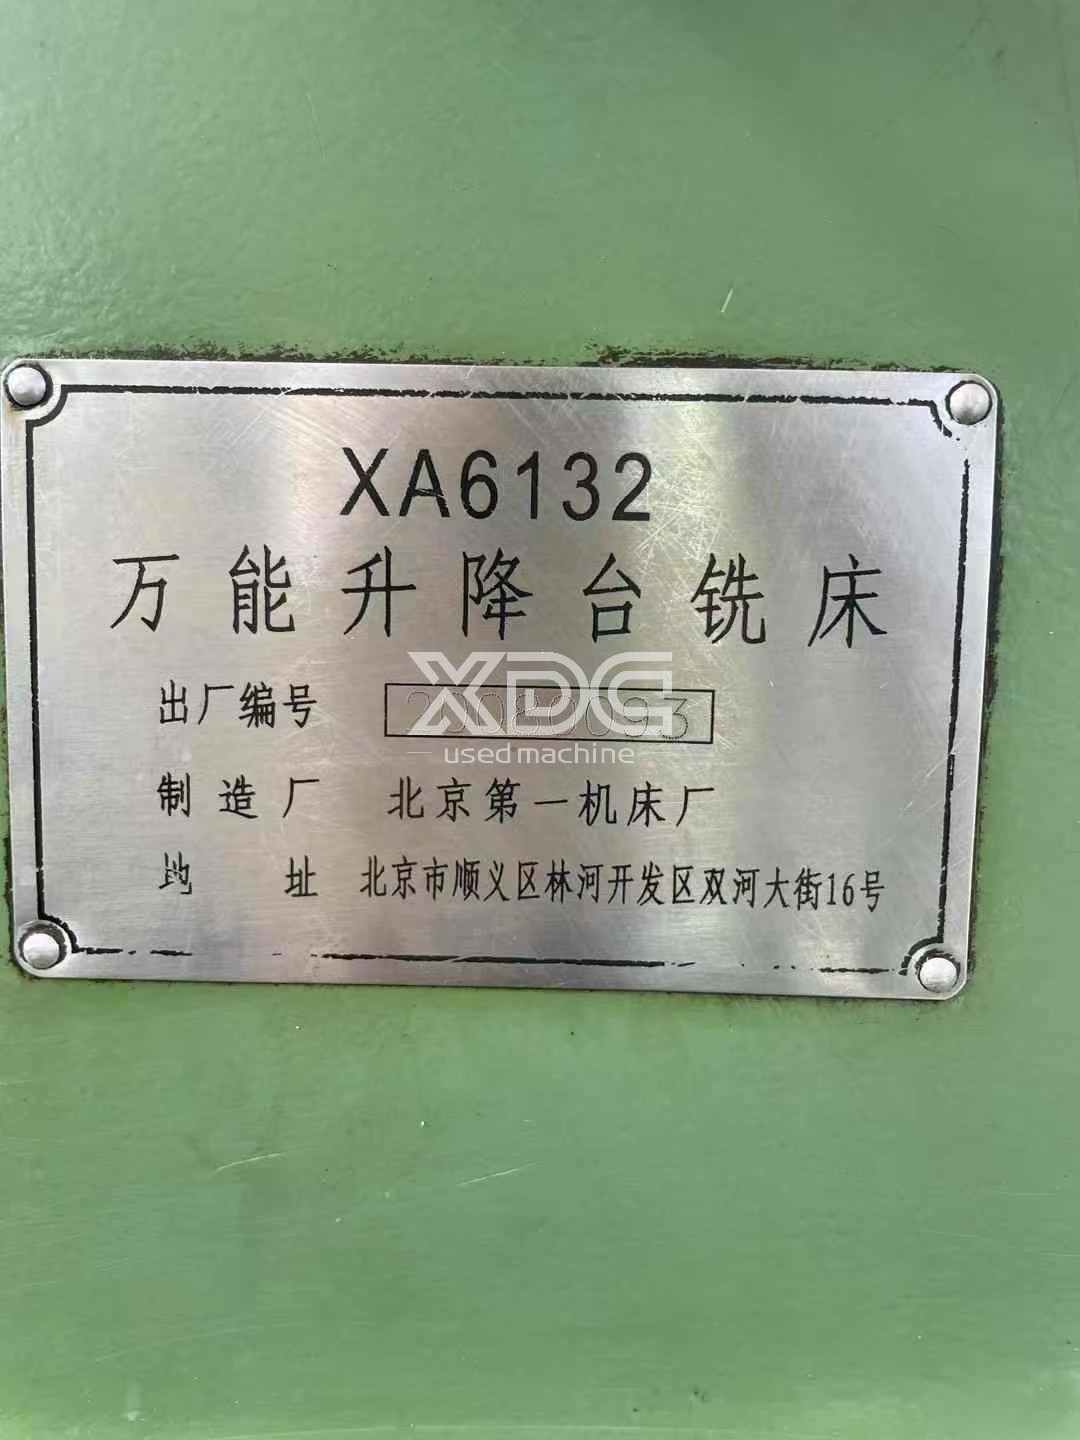 XA6132
万能升降台铣床
出厂编号 20080093
XDC
used machine
制造厂 北京第一机床厂
地址 北京市顺义区林河开发区双河大街16号